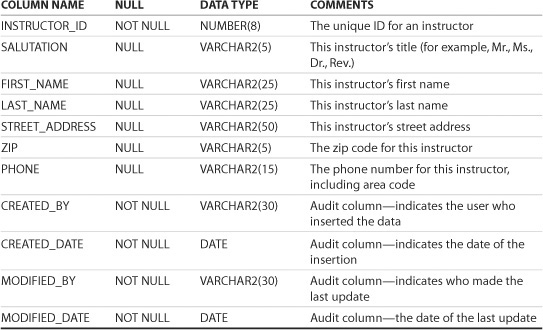 COLUMN NAME NULL DATA TYPE COMMENTS
INSTRUCTOR_ID NOT NULL NUMBER(8) The unique ID for an instructor
SALUTATION NULL VARCHAR2(5) This instructor’s title (for example, Mr., Ms.,
Dr., Rev.)
FIRST_NAME NULL VARCHAR2(25) This instructor’s first name
LAST_NAME NULL VARCHAR2(25) This instructor’s last name
STREET_ADDRESS NULL VARCHAR2(50) This instructor’s street address
ZIP NULL VARCHAR2(5) The zip code for this instructor
PHONE NULL VARCHAR2(15) The phone number for this instructor,
including area code
CREATED_BY NOT NULL VARCHAR2(30) Audit column—indicates the user who
inserted the data
CREATED_DATE NOT NULL DATE Audit column—indicates the date of the
insertion
MODIFIED_BY NOT NULL VARCHAR2(30) Audit column—indicates who made the
last update
MODIFIED_DATE NOT NULL DATE Audit column—the date of the last update